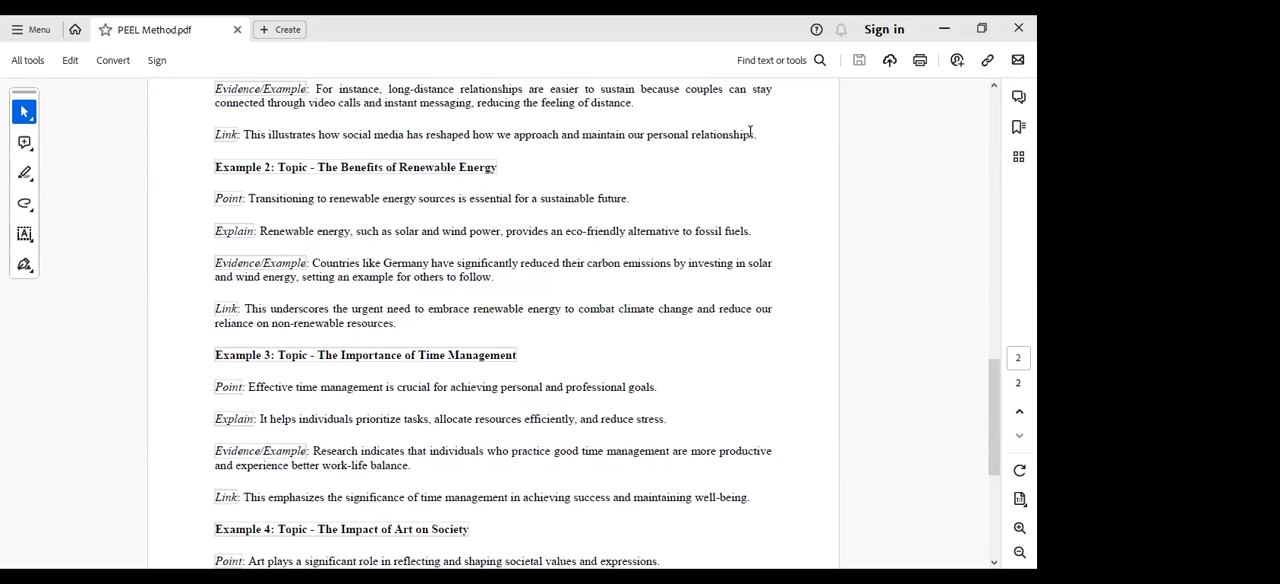 Menu
PEEL Method.pdf
Create
Sign in
All tools
Edit
Convert
Sign
Find text or tools
Evidence/Example: For instance, long-distance relationships are easier to sustain because couples can stay
connected through video calls and instant messaging, reducing the feeling of distance.
Link: This illustrates how social media has reshaped how we approach and maintain our personal relationships.
Example 2: Topic - The Benefits of Renewable Energy
Point: Transitioning to renewable energy sources is essential for a sustainable future.
Explain: Renewable energy, such as solar and wind power, provides an eco-friendly alternative to fossil fuels.
Evidence/Example: Countries like Germany have significantly reduced their carbon emissions by investing in solar
and wind energy, setting an example for others to follow.
Link: This underscores the urgent need to embrace renewable energy to combat climate change and reduce our
reliance on non-renewable resources.
Example 3: Topic - The Importance of Time Management
Point: Effective time management is crucial for achieving personal and professional goals.
Explain: It helps individuals prioritize tasks, allocate resources efficiently, and reduce stress.
Evidence/Example: Research indicates that individuals who practice good time management are more productive
and experience better work-life balance.
Link: This emphasizes the significance of time management in achieving success and maintaining well-being.
Example 4: Topic - The Impact of Art on Society
Point: Art plays a significant role in reflecting and shaping societal values and expressions.
2
2